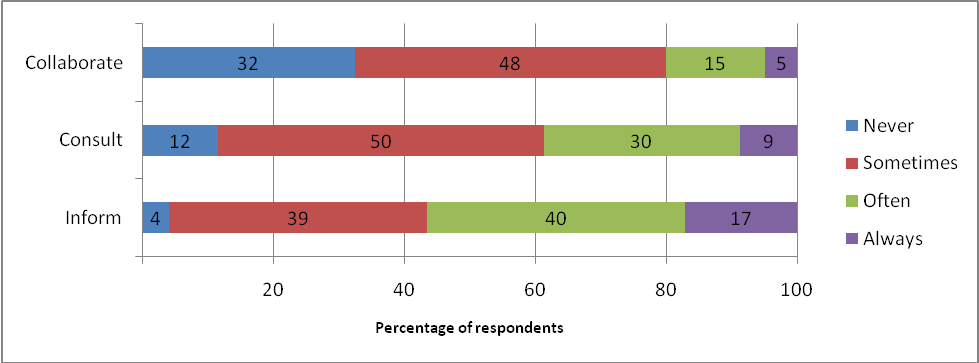 Collaborate 32 48 15 5
Consult 12 50 30 9
Inform 4 39 40 17
20 40 60 80 100
Percentage of respondents
Never
Sometimes
Often
Always